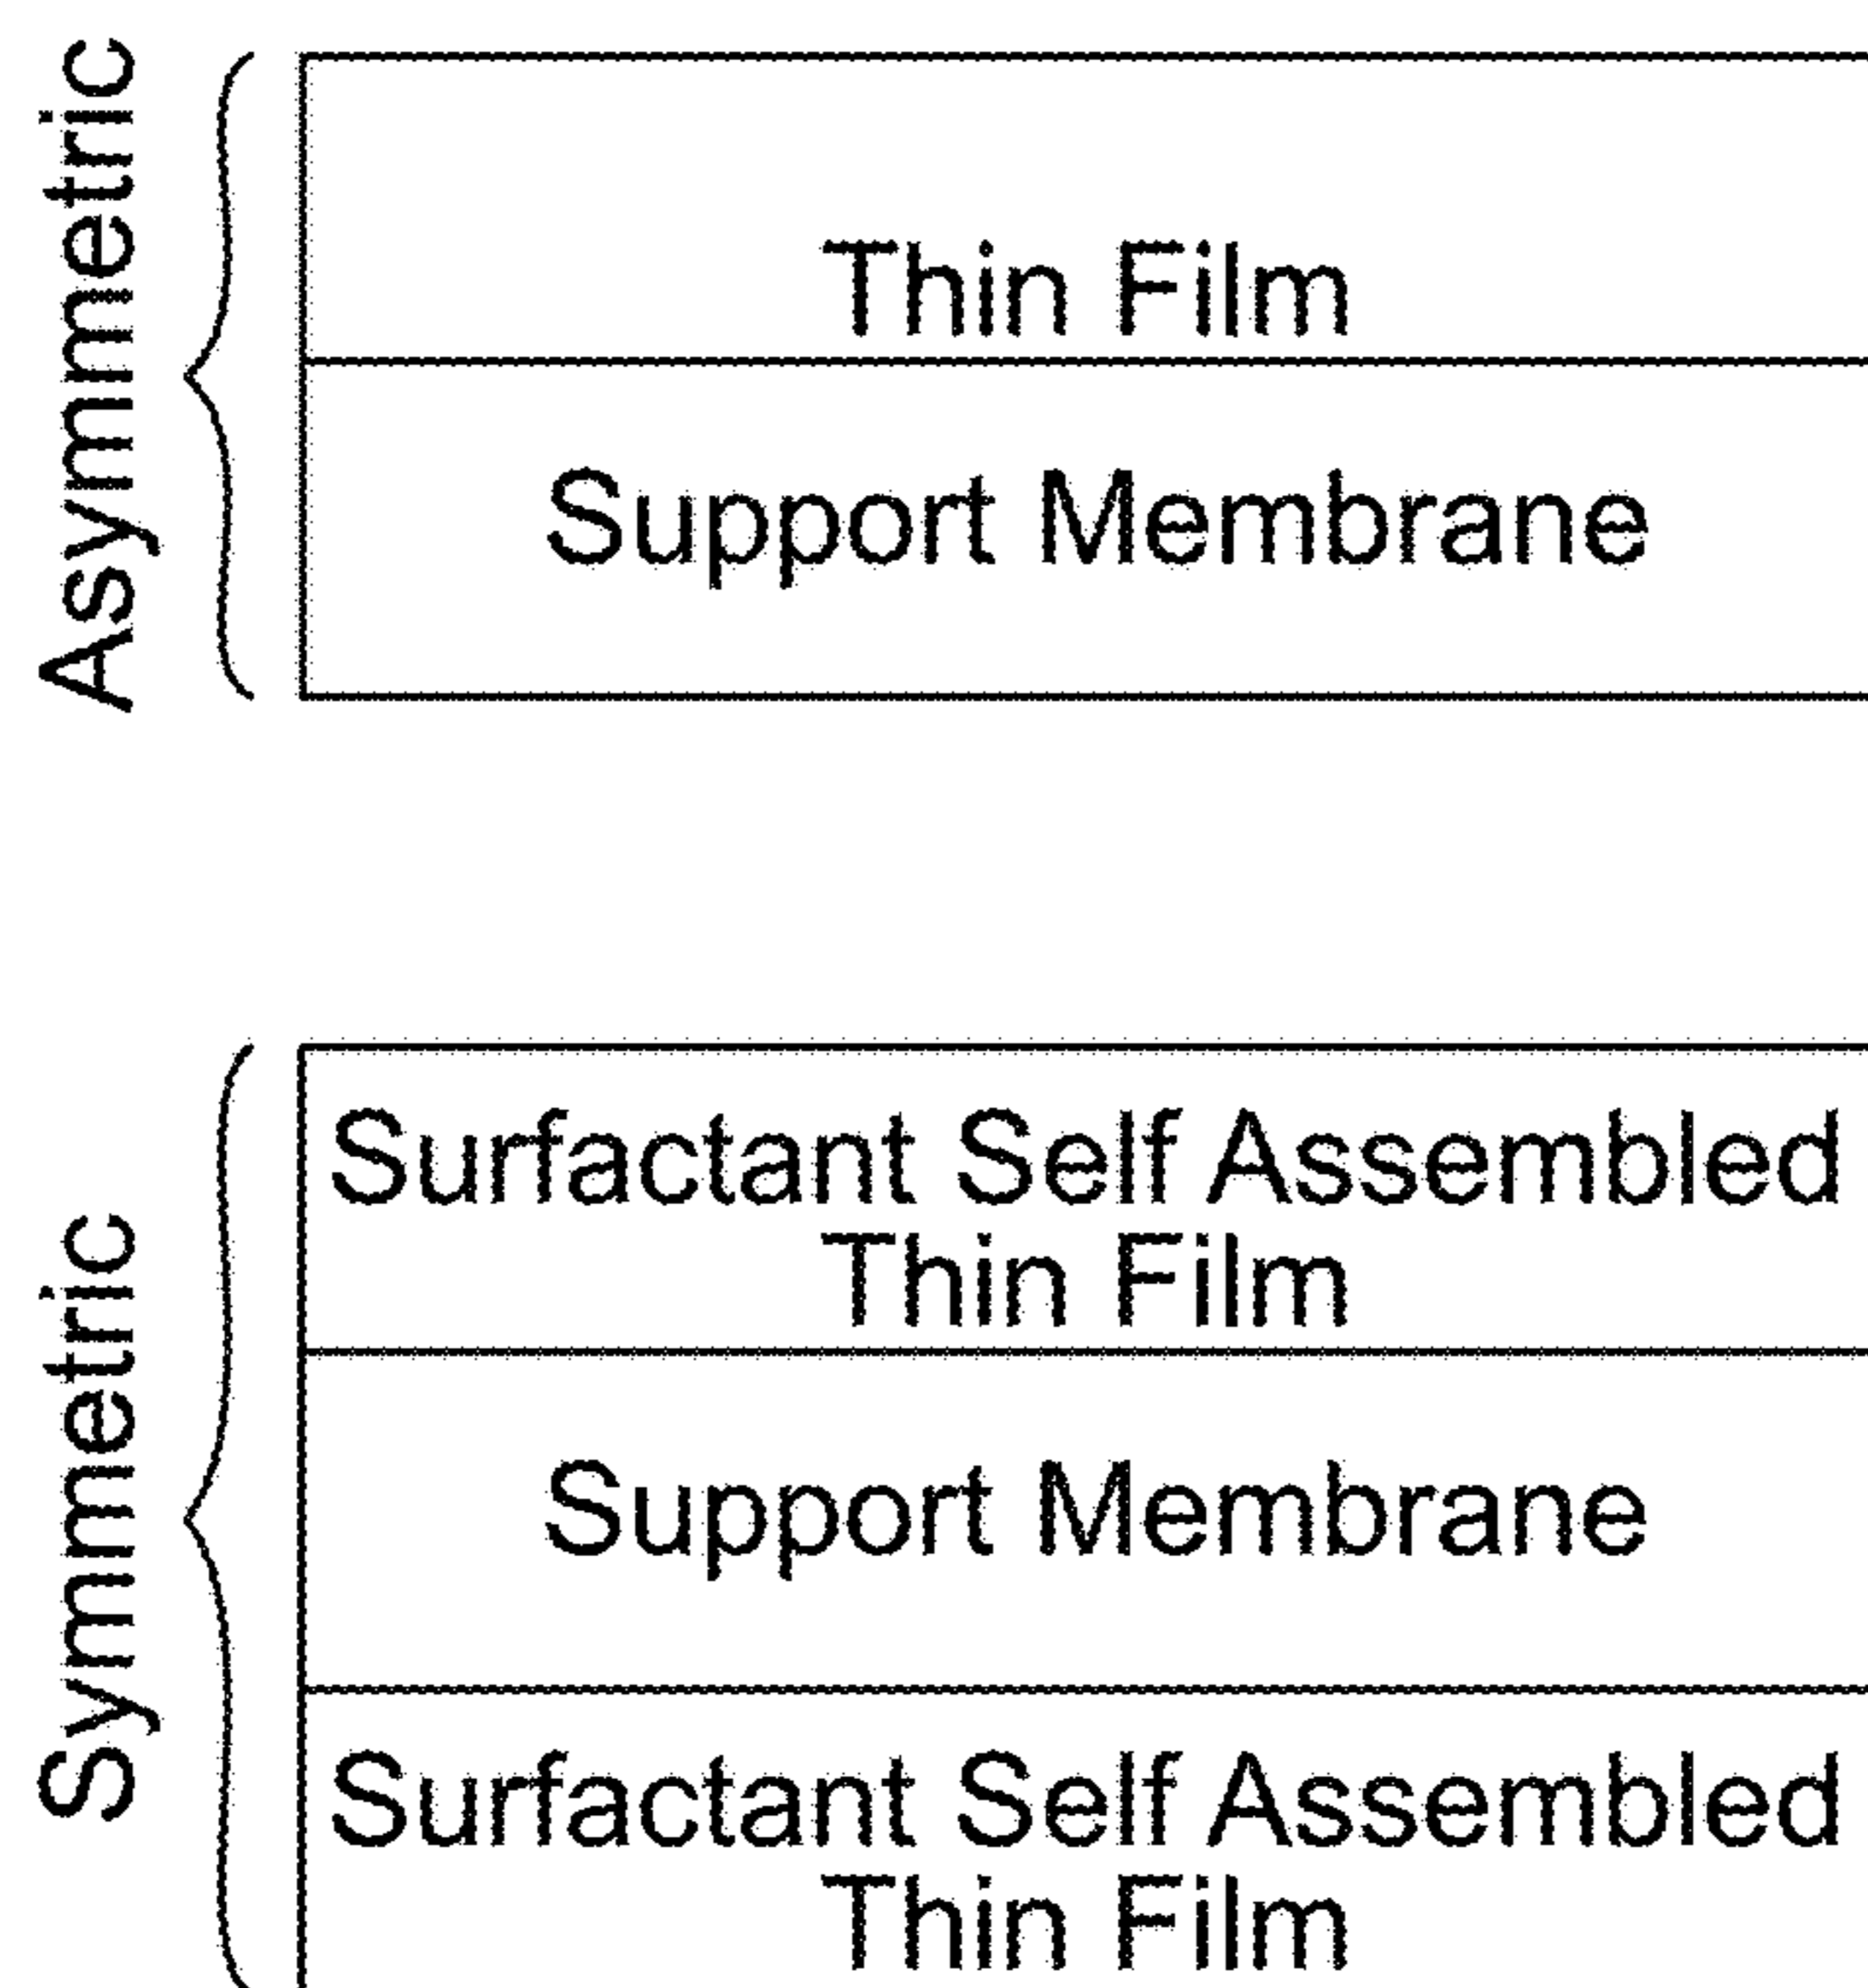 Asymmetric
Thin Film
Support Membrane
Symmetric
Surfactant Self Assembled
Thin Film
Support Membrane
Surfactant Self Assembled
Thin Film